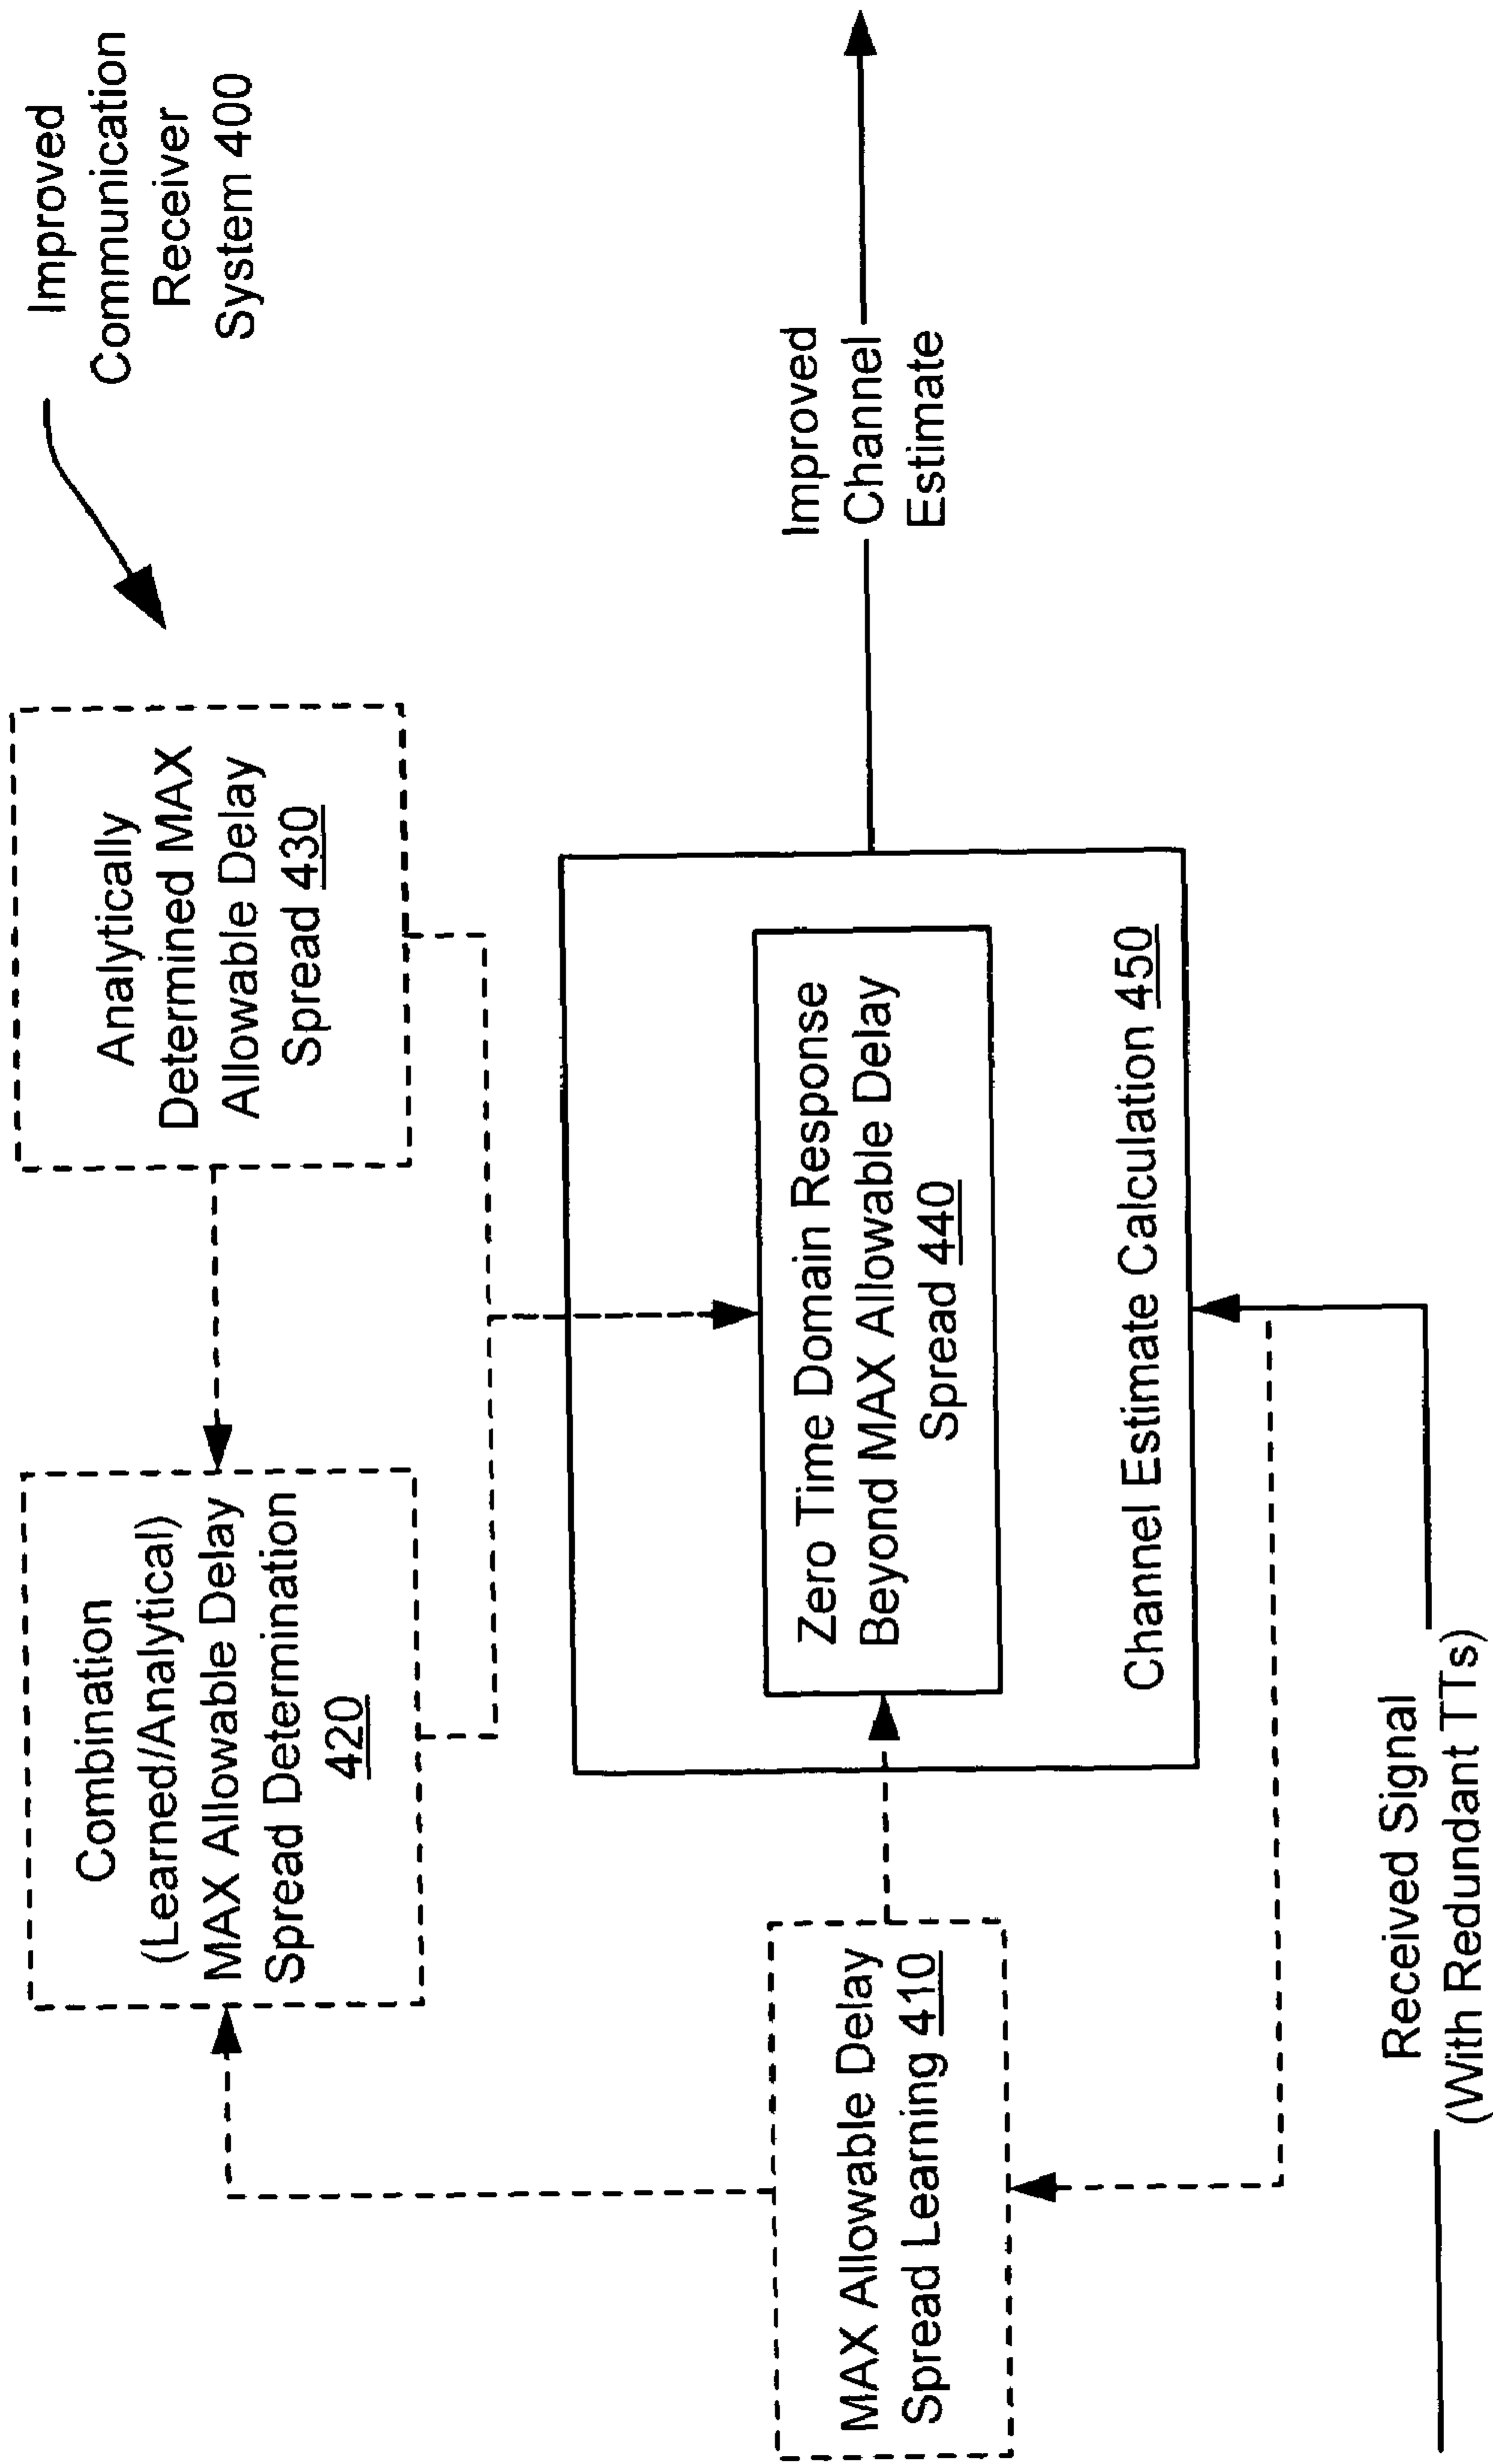 Improved
Communication
Receiver
System 400
Combination
(Learned/Analytical)
MAX Allowable Delay
Spread Determination
420
Analytically
Determined MAX
Allowable Delay
Spread 430
MAX Allowable Delay
Spread Learning 410
Zero Time Domain Response
Beyond MAX Allowable Delay
Spread 440
Channel Estimate Calculation 450
Improved
Channel
Estimate
Received Signal
(With Redundant TTs)